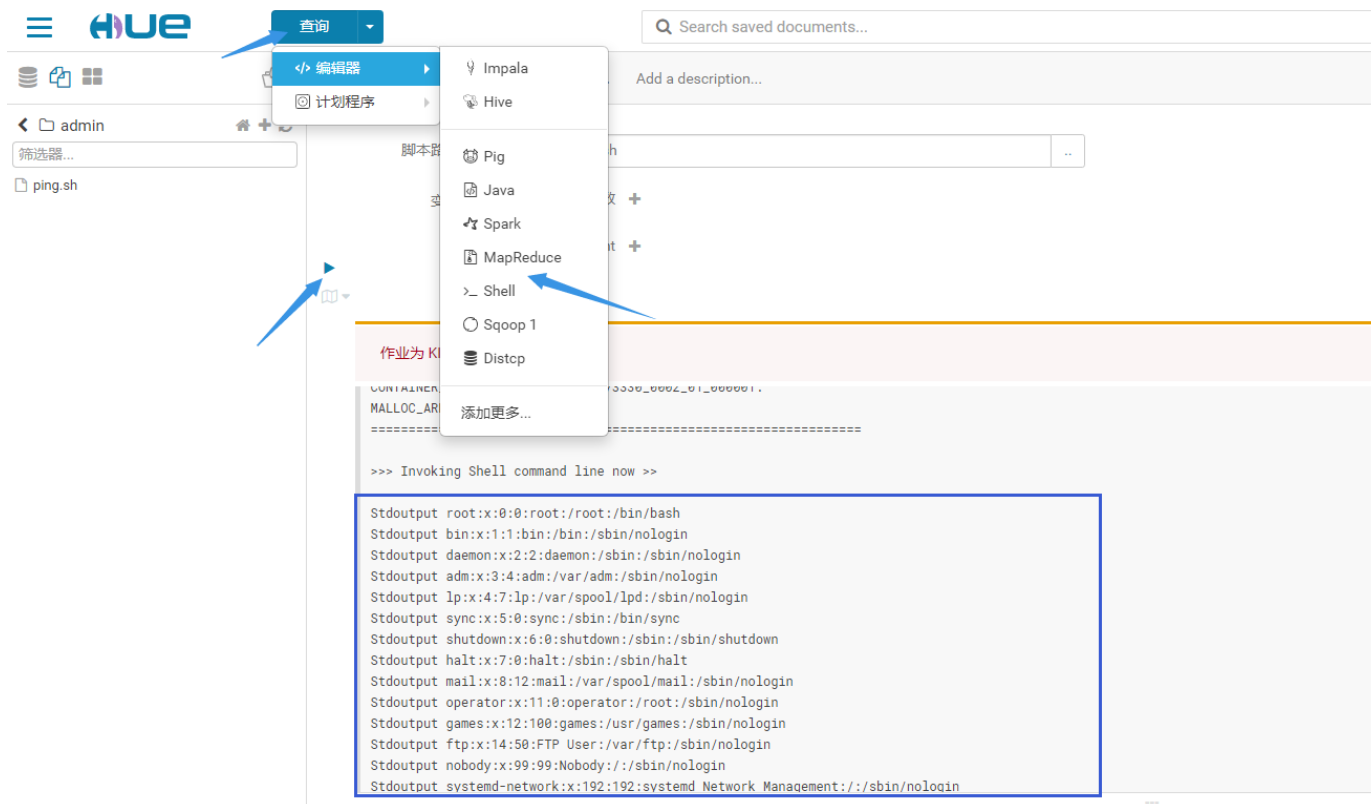 HUE
查询
Search saved documents...
编辑器
计划程序
Impala
Hive
Add a description...
admin
筛选器...
ping.sh
Pig
Java
Spark
MapReduce
Shell
Sqoop 1
Distcp
添加更多...
脚本路
作业为
MALLOC_AR
>>> Invoking Shell command line now >>
Stdoutput root:x:0:0:root:/root:/bin/bash
Stdoutput bin:x:1:1:bin:/bin:/sbin/nologin
Stdoutput daemon:x:2:2:daemon:/sbin:/sbin/nologin
Stdoutput adm:x:3:4:adm:/var/adm:/sbin/nologin
Stdoutput lp:x:4:7:lp:/var/spool/lpd:/sbin/nologin
Stdoutput sync:x:5:0:sync:/sbin:/bin/sync
Stdoutput shutdown:x:6:0:shutdown:/sbin:/sbin/shutdown
Stdoutput halt:x:7:0:halt:/sbin:/sbin/halt
Stdoutput mail:x:8:12:mail:/var/spool/mail:/sbin/nologin
Stdoutput operator:x:11:0:operator:/root:/sbin/nologin
Stdoutput games:x:12:100:games:/usr/games:/sbin/nologin
Stdoutput ftp:x:14:50:FTP User:/var/ftp:/sbin/nologin
Stdoutput nobody:x:99:99:Nobody:/:/sbin/nologin
Stdoutput systemd-network:x:192:192:systemd Network Management:/:/sbin/nologin